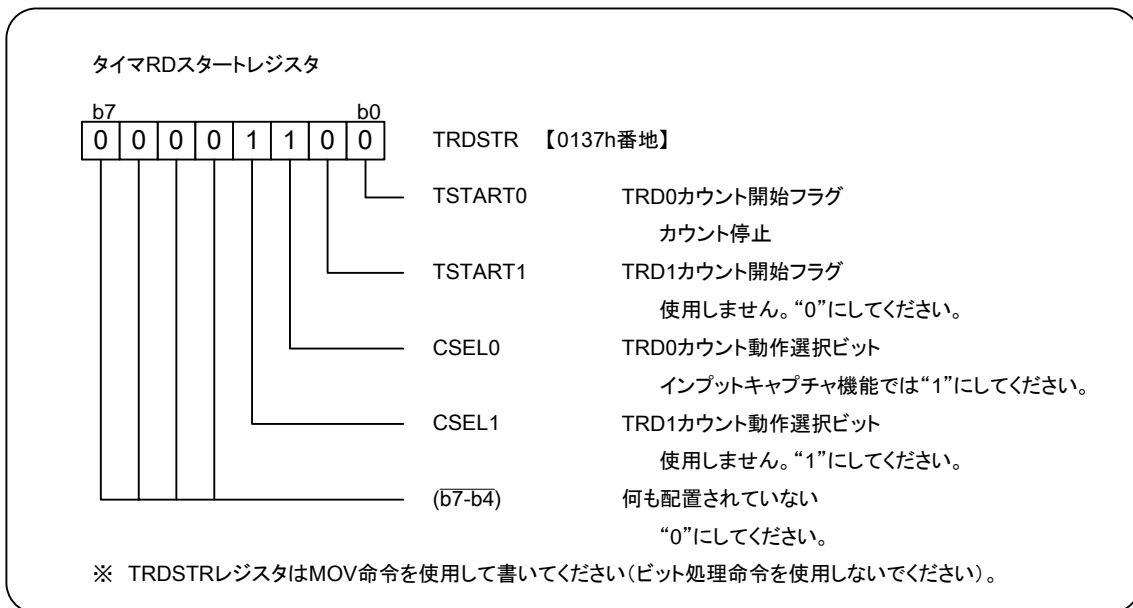 タイマRDスタートレジスタ
b7 b0
0 0 0 0 1 1 0 0 TRDSTR 【0137h番地】
TSTART0 TRD0カウント開始フラグ
カウント停止
TSTART1 TRD1カウント開始フラグ
使用しません。“0”にしてください。
CSEL0 TRD0カウント動作選択ビット
インプットキャプチャ機能では“1”にしてください。
CSEL1 TRD1カウント動作選択ビット
使用しません。“1”にしてください。
(b7-b4) 何も配置されていない
“0”にしてください。
※ TRDSTRレジスタはMOV命令を使用して書いてください(ビット処理命令を使用しないでください)。